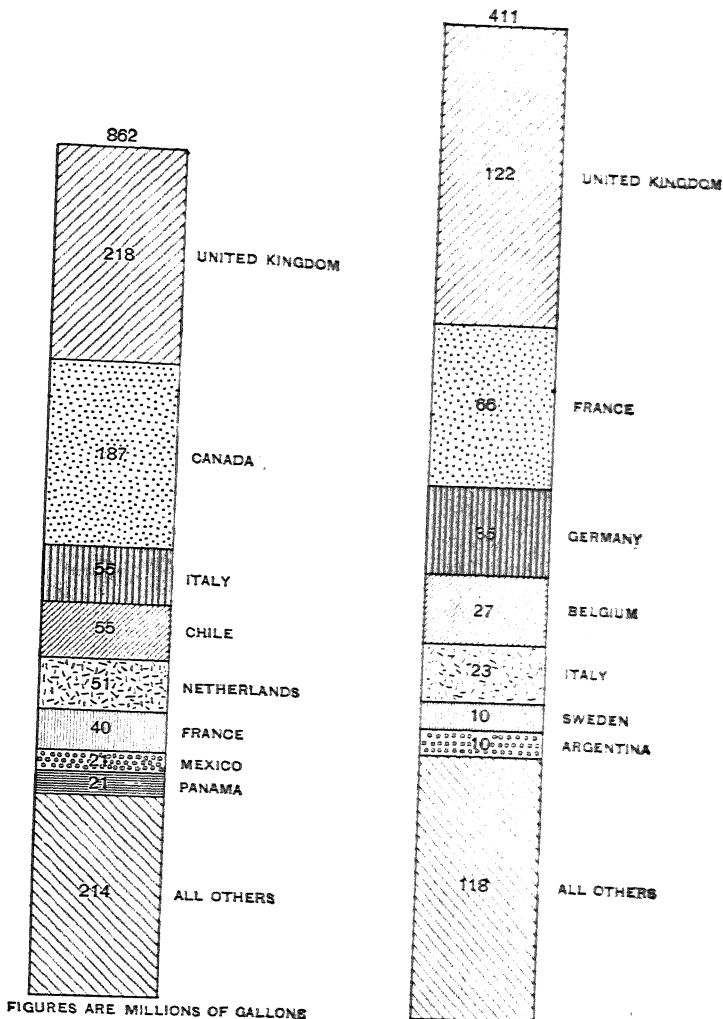 862
218 UNITED KINGDOM
187 CANADA
55 ITALY
55 CHILE
51 NETHERLANDS
40 FRANCE
21 MEXICO
21 PANAMA
214 ALL OTHERS
FIGURES ARE MILLIONS OF GALLONS
411
122 UNITED KINGDOM
66 FRANCE
35 GERMANY
27 BELGIUM
23 ITALY
10 SWEDEN
10 ARGENTINA
118 ALL OTHERS